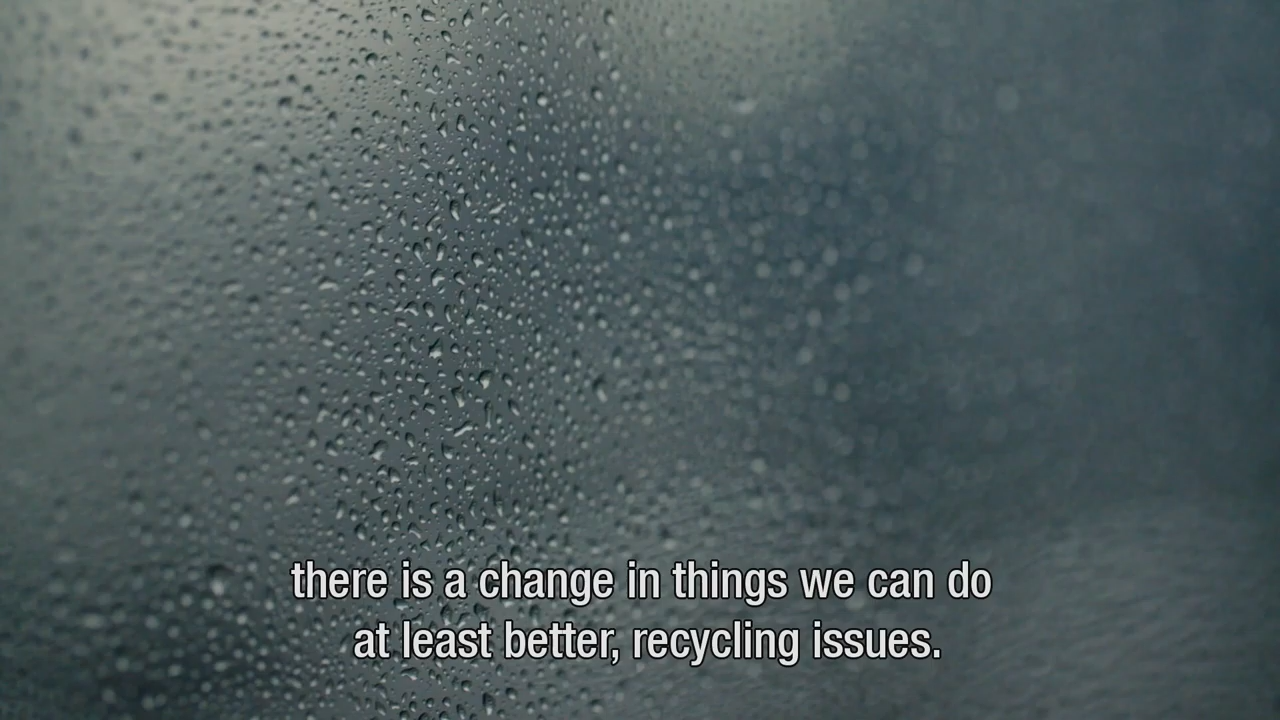 there is a change in things we can do
at least better, recycling issues.